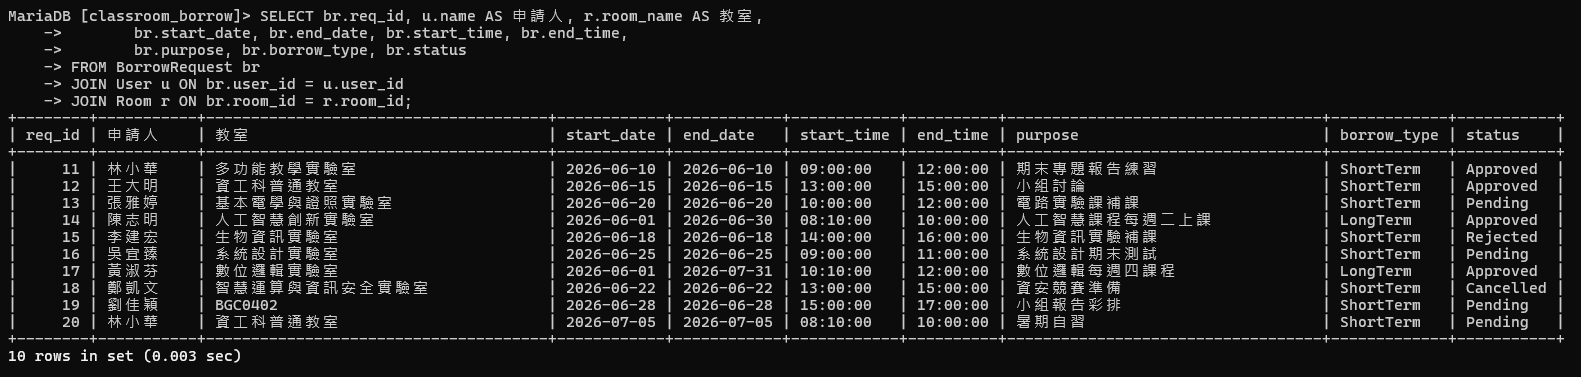 MariaDB [classroom_borrow]> SELECT br.req_id, u.name AS 申請人, r.room_name AS 教室,
    ->        br.start_date, br.end_date, br.start_time, br.end_time,
    ->        br.purpose, br.borrow_type, br.status
    -> FROM BorrowRequest br
    -> JOIN User u ON br.user_id = u.user_id
    -> JOIN Room r ON br.room_id = r.room_id;
| req_id | 申請人 | 教室 | start_date | end_date | start_time | end_time | purpose | borrow_type | status |
| 11 | 林小華 | 多功能教學實驗室 | 2026-06-10 | 2026-06-10 | 09:00:00 | 12:00:00 | 期末專題報告練習 | ShortTerm | Approved |
| 12 | 王大明 | 資工科普通教室 | 2026-06-15 | 2026-06-15 | 13:00:00 | 15:00:00 | 小組討論 | ShortTerm | Approved |
| 13 | 張雅婷 | 基本電學與證照實驗室 | 2026-06-20 | 2026-06-20 | 10:00:00 | 12:00:00 | 電路實驗課補課 | ShortTerm | Pending |
| 14 | 陳志明 | 人工智慧創新實驗室 | 2026-06-01 | 2026-06-30 | 08:10:00 | 10:00:00 | 人工智慧課程每週二上課 | LongTerm | Approved |
| 15 | 李建宏 | 生物資訊實驗室 | 2026-06-18 | 2026-06-18 | 14:00:00 | 16:00:00 | 生物資訊實驗補課 | ShortTerm | Rejected |
| 16 | 吳宜臻 | 系統設計實驗室 | 2026-06-25 | 2026-06-25 | 09:00:00 | 11:00:00 | 系統設計期末測試 | ShortTerm | Pending |
| 17 | 黃淑芬 | 數位邏輯實驗室 | 2026-06-01 | 2026-07-31 | 10:10:00 | 12:00:00 | 數位邏輯每週四課程 | LongTerm | Approved |
| 18 | 鄭凱文 | 智慧運算與資訊安全實驗室 | 2026-06-22 | 2026-06-22 | 13:00:00 | 15:00:00 | 資安競賽準備 | ShortTerm | Cancelled |
| 19 | 劉佳穎 | BGC0402 | 2026-06-28 | 2026-06-28 | 15:00:00 | 17:00:00 | 小組報告彩排 | ShortTerm | Pending |
| 20 | 林小華 | 資工科普通教室 | 2026-07-05 | 2026-07-05 | 08:10:00 | 10:00:00 | 暑期自習 | ShortTerm | Pending |
10 rows in set (0.003 sec)